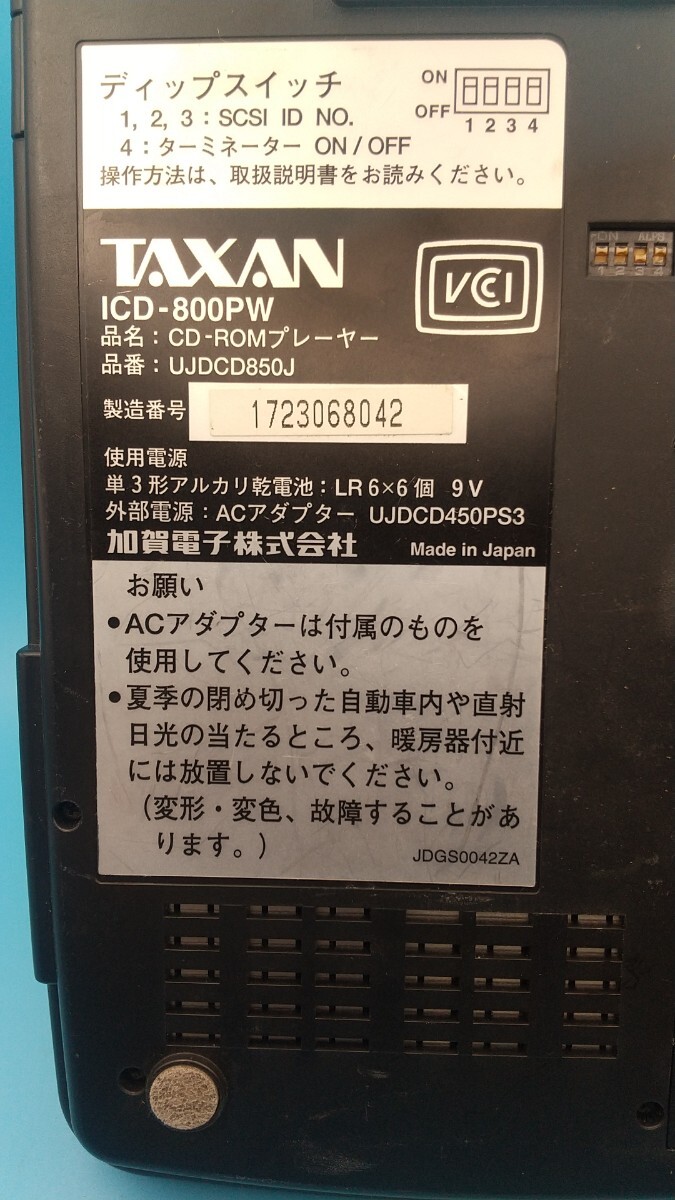 ディップスイッチ
1, 2, 3 : SCSI ID NO.
4 : ターミネーター ON / OFF
操作方法は、取扱説明書をお読みください。
ON
OFF
1 2 3 4
TAXAN
VCCI
ICD-800PW
品名 : CD-ROMプレーヤー
品番 : UJDCD850J
製造番号 1723068042
使用電源
単3形アルカリ乾電池 : LR6×6個 9V
外部電源 : ACアダプター UJDCD450PS3
加賀電子株式会社 Made in Japan
お願い
●ACアダプターは付属のものを
使用してください。
●夏季の閉め切った自動車内や直射
日光の当たるところ、暖房器付近
には放置しないでください。
(変形・変色、故障することがあ
ります。)
JDGS0042ZA
ON ALPS
1 2 3 4